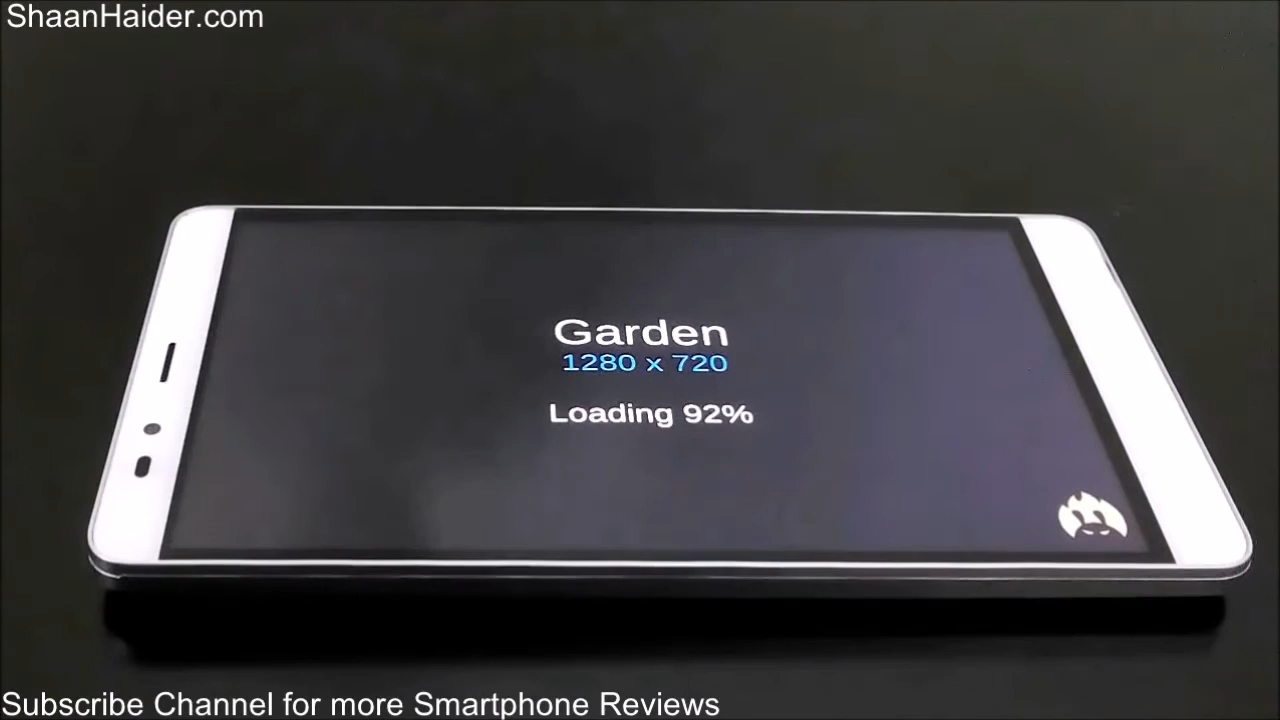 ShaanHaider.com
Garden
1280 x 720
Loading 92%
Subscribe Channel for more Smartphone Reviews